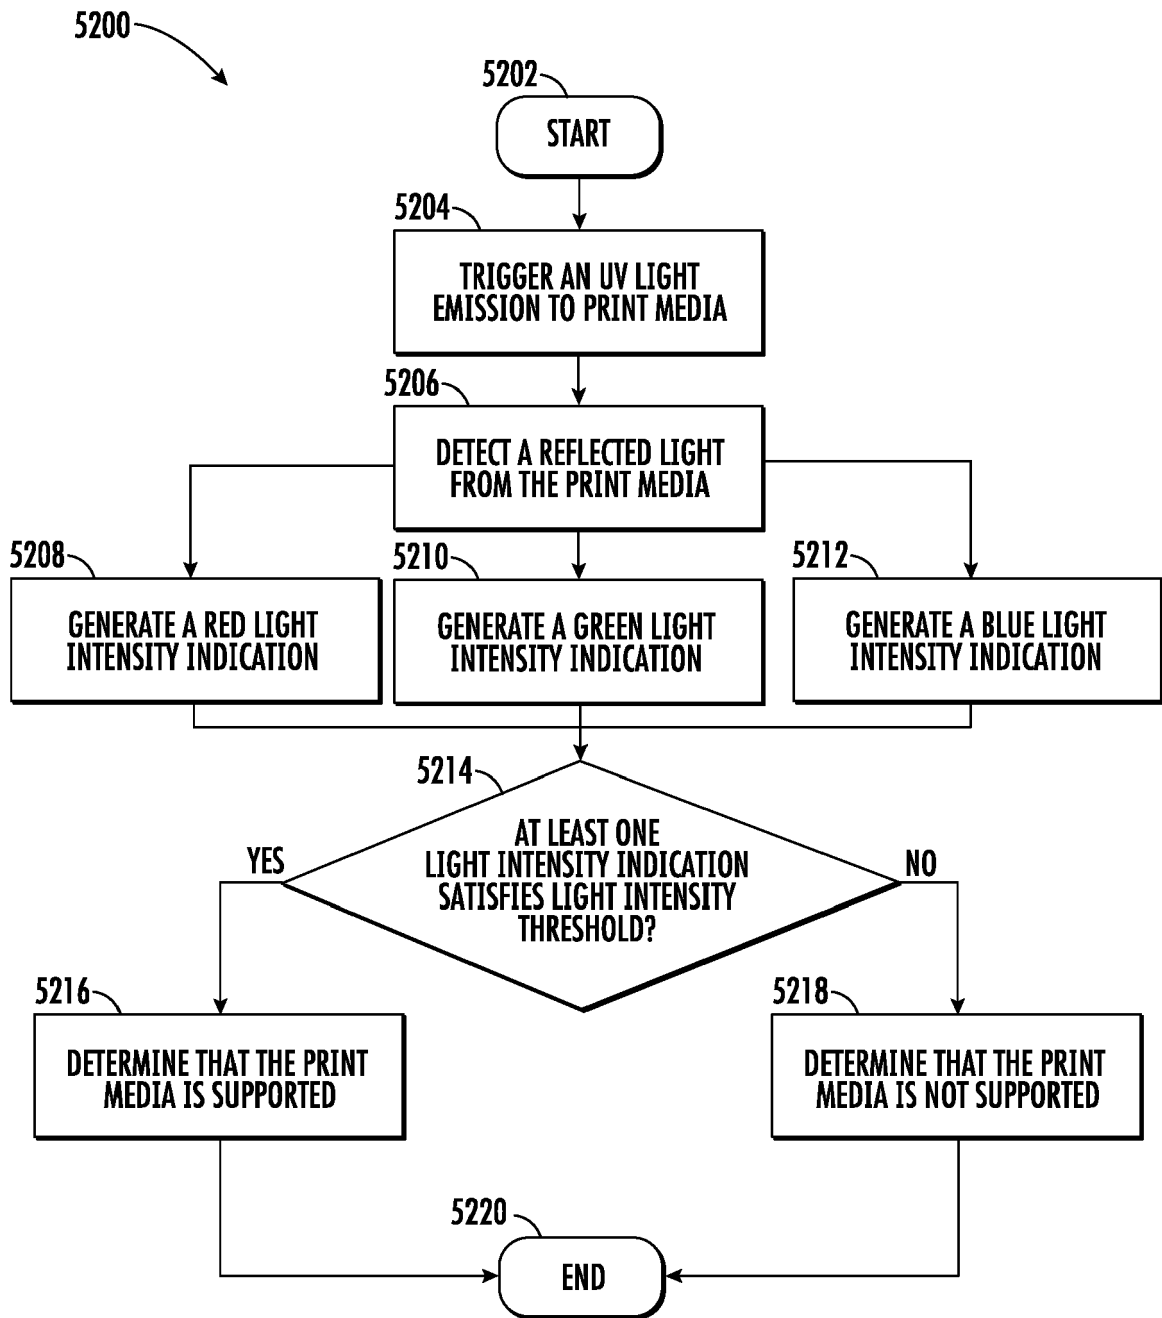 5200
5202
START
5204
TRIGGER AN UV LIGHT
EMISSION TO PRINT MEDIA
5206
DETECT A REFLECTED LIGHT
FROM THE PRINT MEDIA
5208
GENERATE A RED LIGHT
INTENSITY INDICATION
5210
GENERATE A GREEN LIGHT
INTENSITY INDICATION
5212
GENERATE A BLUE LIGHT
INTENSITY INDICATION
5214
AT LEAST ONE
LIGHT INTENSITY INDICATION
SATISFIES LIGHT INTENSITY
THRESHOLD?
YES
NO
5216
DETERMINE THAT THE PRINT
MEDIA IS SUPPORTED
5218
DETERMINE THAT THE PRINT
MEDIA IS NOT SUPPORTED
5220
END